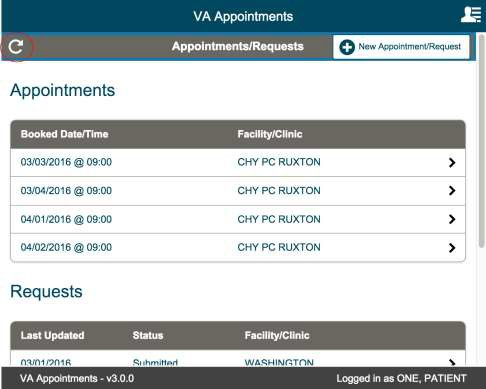 VA Appointments
Appointments/Requests
New Appointment/Request
Appointments
Booked Date/Time Facility/Clinic
03/03/2016 @ 09:00 CHY PC RUXTON
03/04/2016 @ 09:00 CHY PC RUXTON
04/01/2016 @ 09:00 CHY PC RUXTON
04/02/2016 @ 09:00 CHY PC RUXTON
Requests
Last Updated Status Facility/Clinic
03/01/2016 Submitted WASHINGTON
VA Appointments - v3.0.0 Logged in as ONE, PATIENT